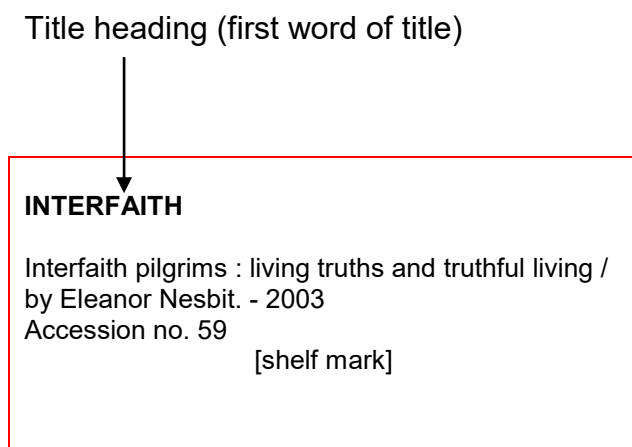 Title heading (first word of title)
INTERFAITH
Interfaith pilgrims : living truths and truthful living /
by Eleanor Nesbit. - 2003
Accession no. 59
[shelf mark]